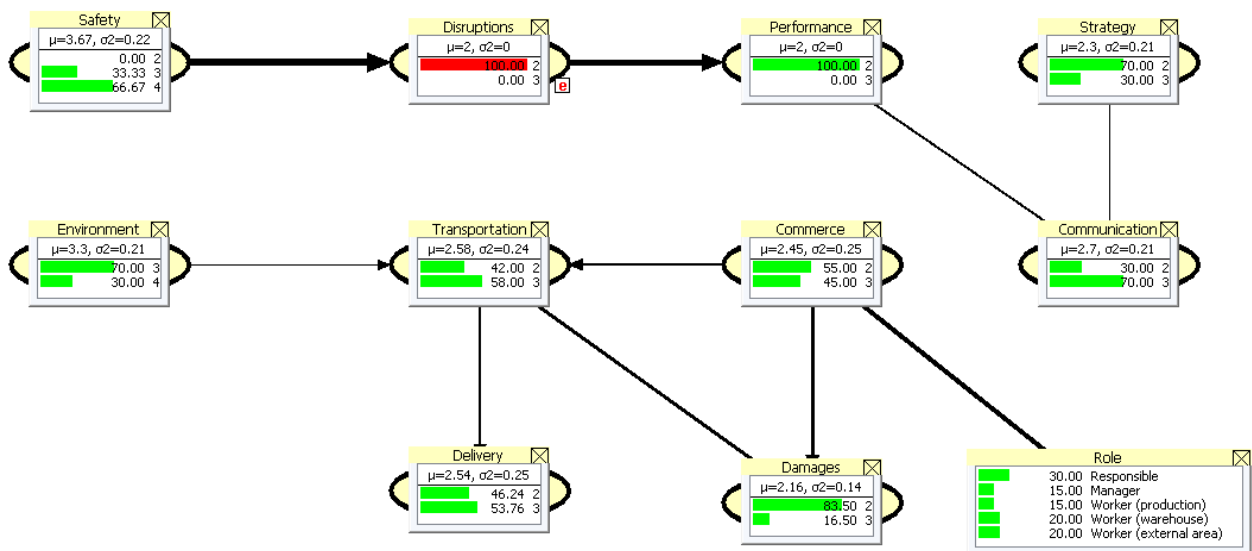 Safety
μ=3.67, σ2=0.22
0.00 2
33.33 3
66.67 4
Disruptions
μ=2, σ2=0
100.00 2
0.00 3
e
Performance
μ=2, σ2=0
100.00 2
0.00 3
Strategy
μ=2.3, σ2=0.21
70.00 2
30.00 3
Environment
μ=3.3, σ2=0.21
70.00 3
30.00 4
Transportation
μ=2.58, σ2=0.24
42.00 2
58.00 3
Commerce
μ=2.45, σ2=0.25
55.00 2
45.00 3
Communication
μ=2.7, σ2=0.21
30.00 2
70.00 3
Delivery
μ=2.54, σ2=0.25
46.24 2
53.76 3
Damages
μ=2.16, σ2=0.14
83.50 2
16.50 3
Role
30.00 Responsible
15.00 Manager
15.00 Worker (production)
20.00 Worker (warehouse)
20.00 Worker (external area)